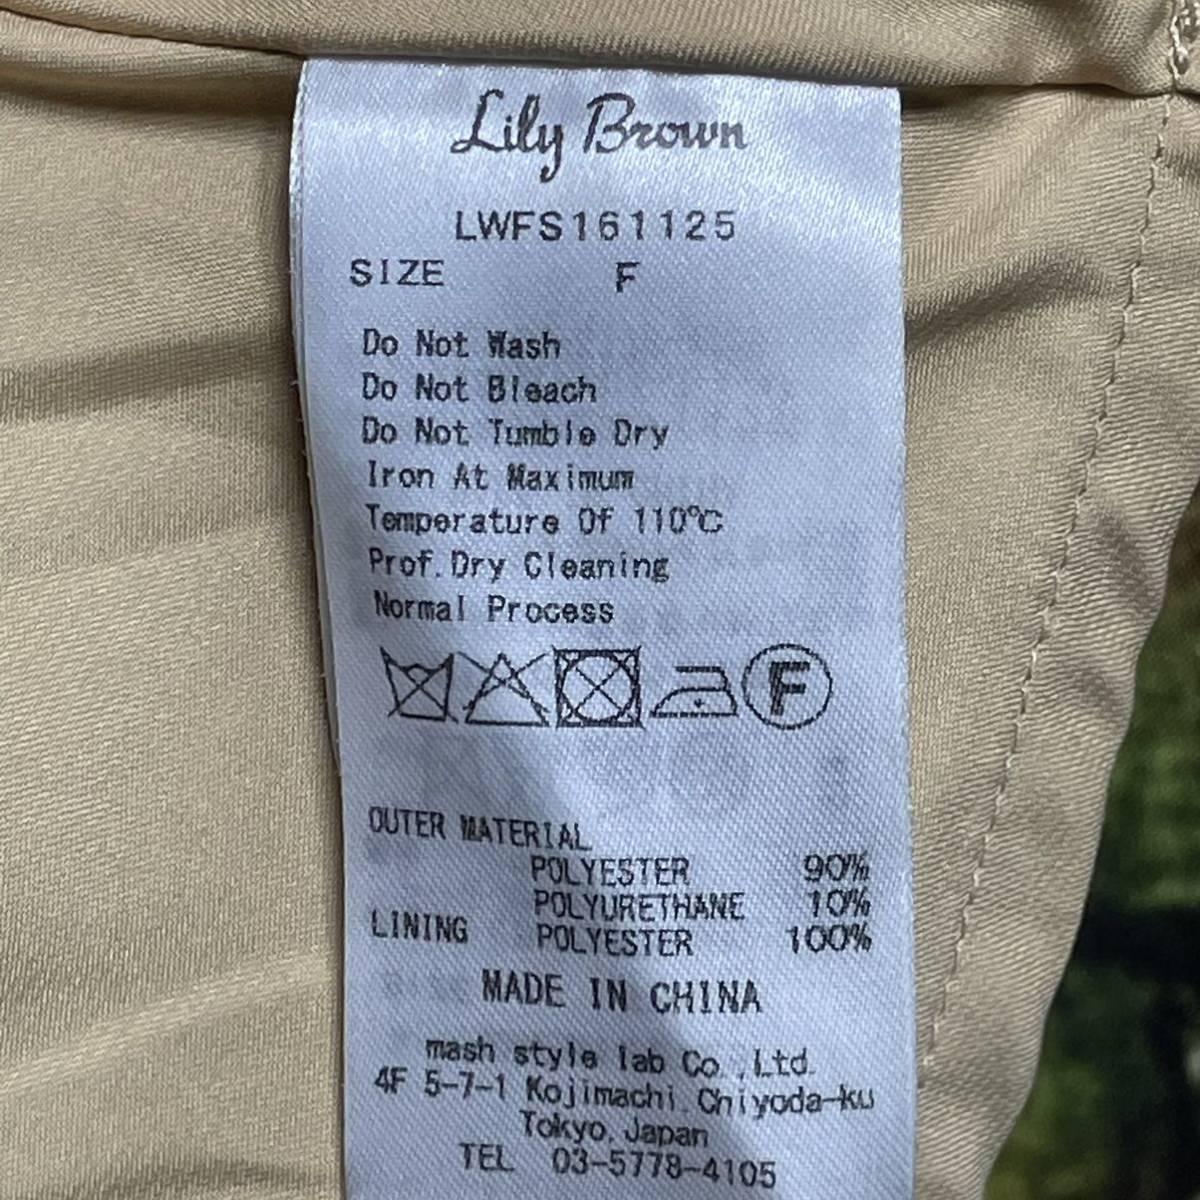 Lily Brown
LWFS161125
SIZE F
Do Not Wash
Do Not Bleach
Do Not Tumble Dry
Iron At Maximum
Temperature Of 110℃
Prof.Dry Cleaning
Normal Process
F
OUTER MATERIAL
POLYESTER 90%
POLYURETHANE 10%
LINING POLYESTER 100%
MADE IN CHINA
mash style lab Co.,Ltd.
4F 5-7-1 Kojimachi.Chiyoda-ku
Tokyo,Japan
TEL 03-5778-4105